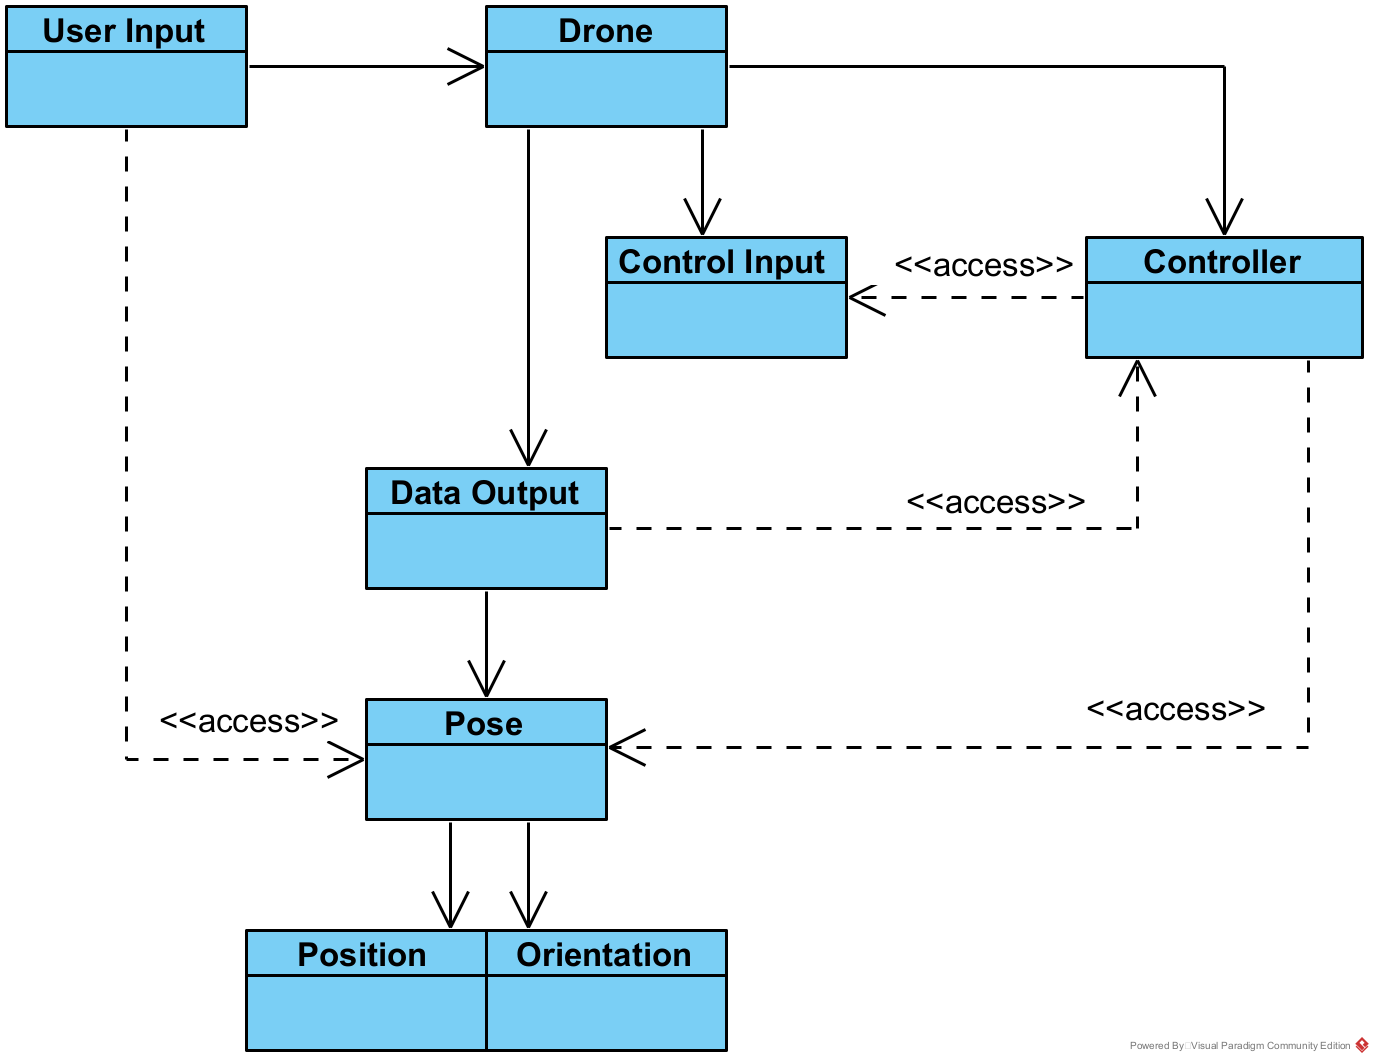 User Input
Drone
Control Input
<<access>>
Controller
Data Output
<<access>>
<<access>>
Pose
<<access>>
Position
Orientation
Powered By Visual Paradigm Community Edition